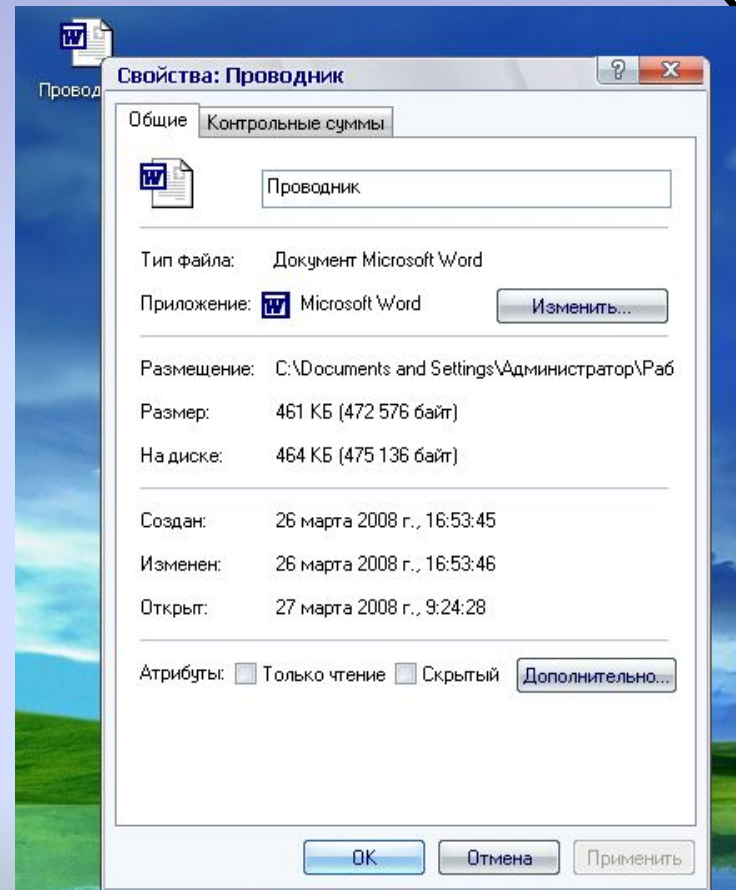 Свойства: Проводник
Общие
Контрольные суммы
Проводник
Тип файла: Документ Microsoft Word
Приложение: Microsoft Word Изменить...
Размещение: C:\Documents and Settings\Администратор\Раб
Размер: 461 КБ (472 576 байт)
На диске: 464 КБ (475 136 байт)
Создан: 26 марта 2008 г., 16:53:45
Изменен: 26 марта 2008 г., 16:53:46
Открыт: 27 марта 2008 г., 9:24:28
Атрибуты: Только чтение Скрытый Дополнительно...
OK Отмена Применить